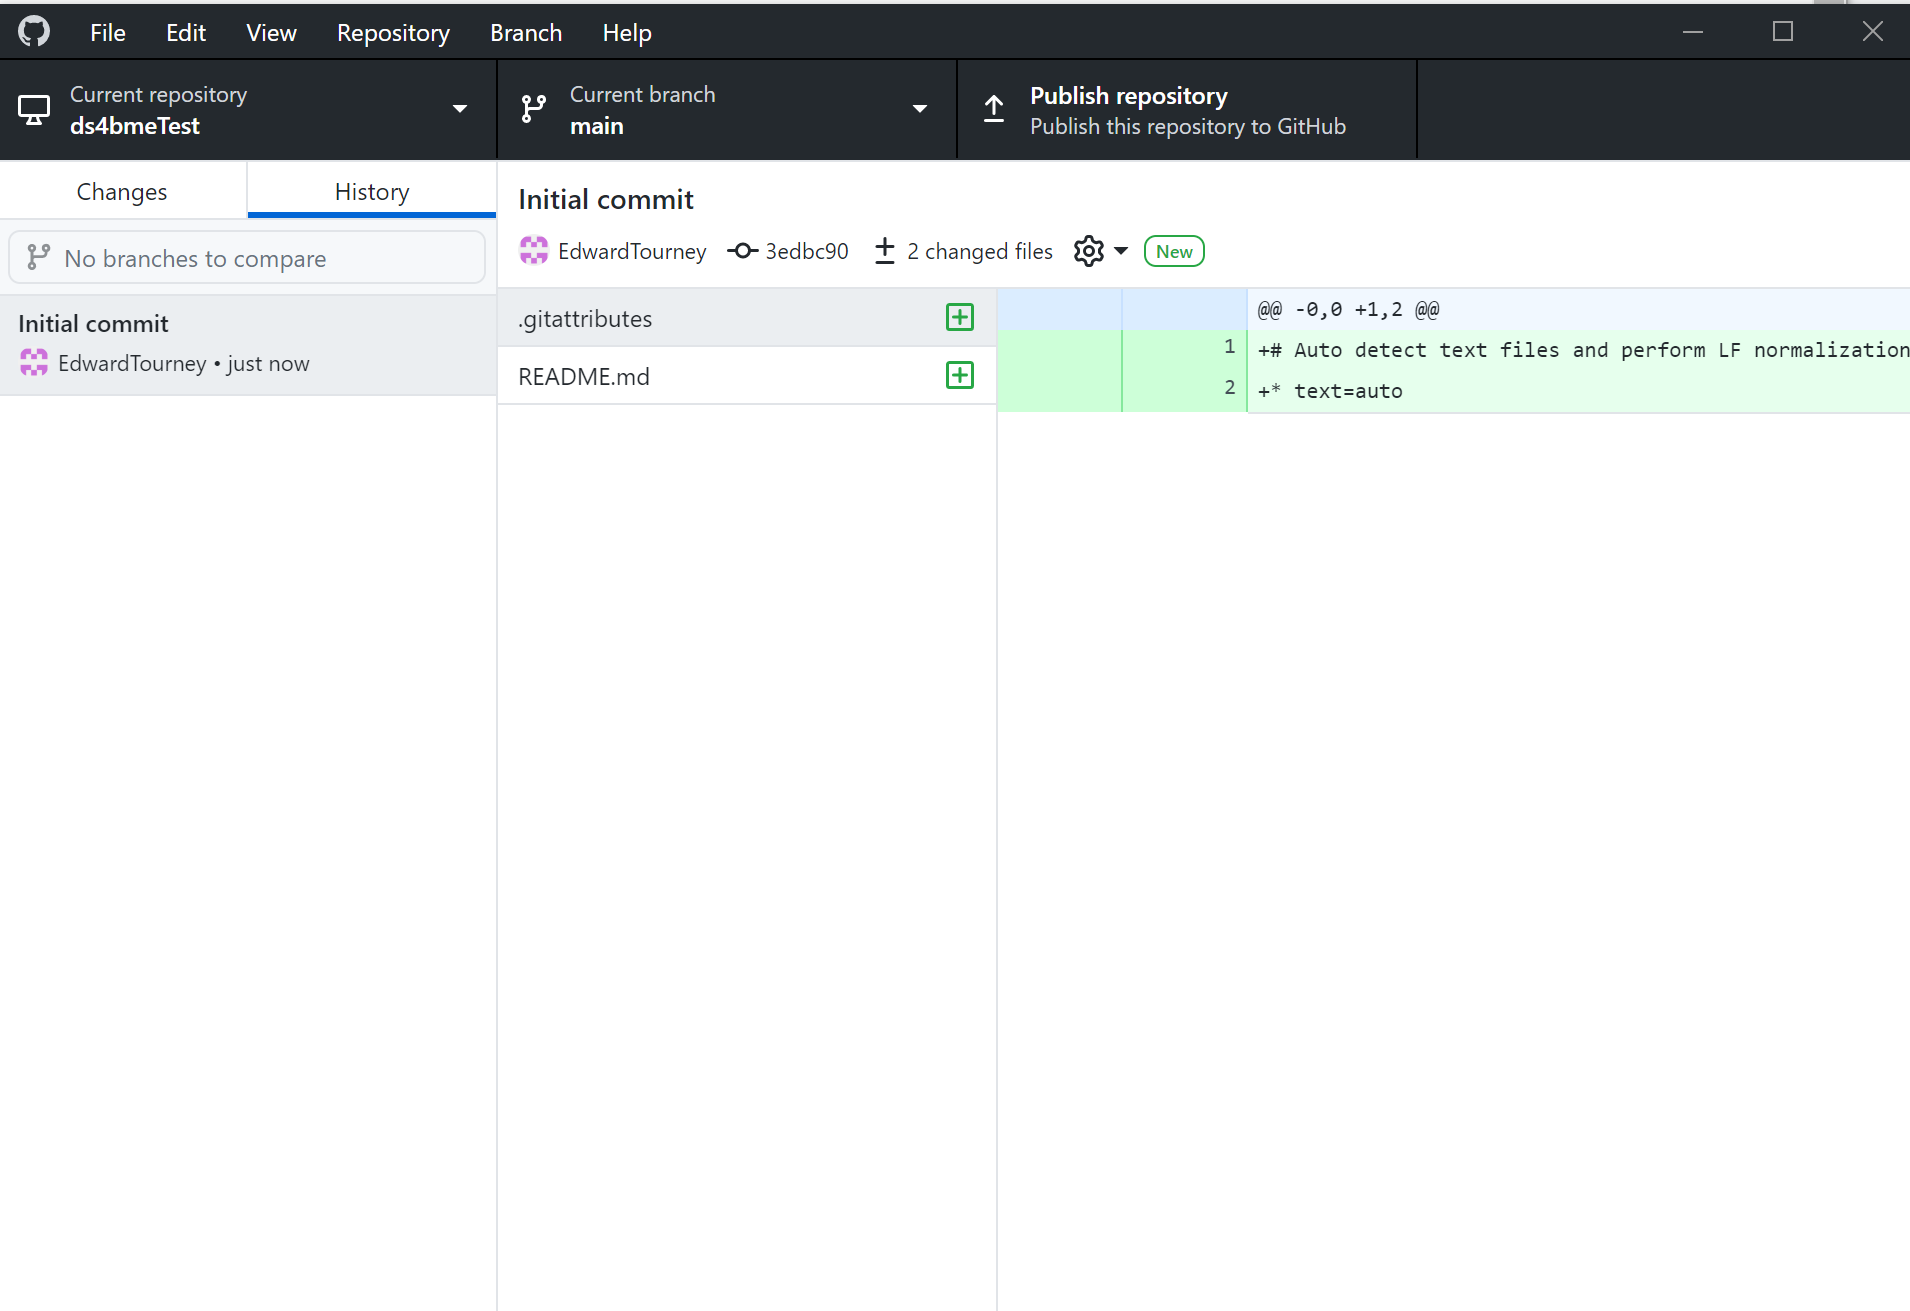 File Edit View Repository Branch Help
Current repository
ds4bmeTest
Current branch
main
Publish repository
Publish this repository to GitHub
Changes
History
No branches to compare
Initial commit
EdwardTourney • just now
Initial commit
EdwardTourney 3edbc90 2 changed files New
.gitattributes
README.md
@@ -0,0 +1,2 @@
1 +# Auto detect text files and perform LF normalization
2 +* text=auto